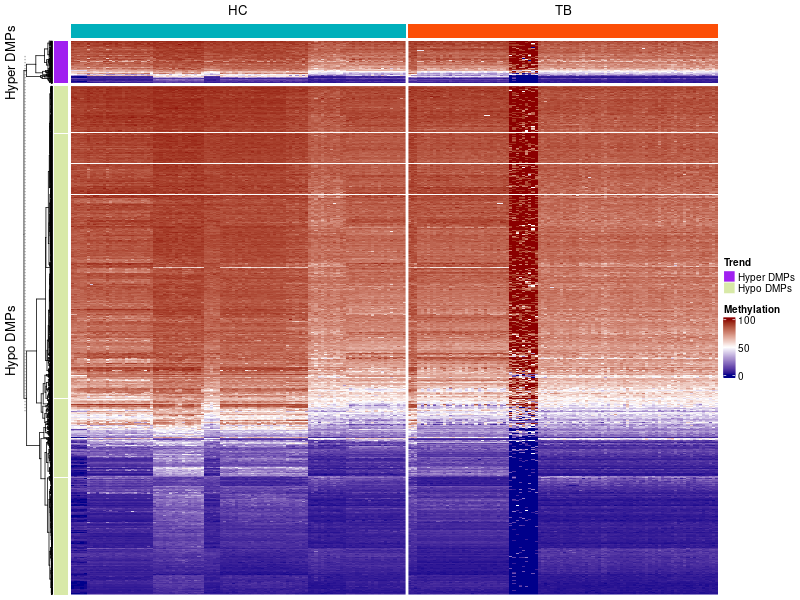 HC
TB
Hyper DMPs
Hypo DMPs
Trend
Hyper DMPs
Hypo DMPs
Methylation
100
50
0